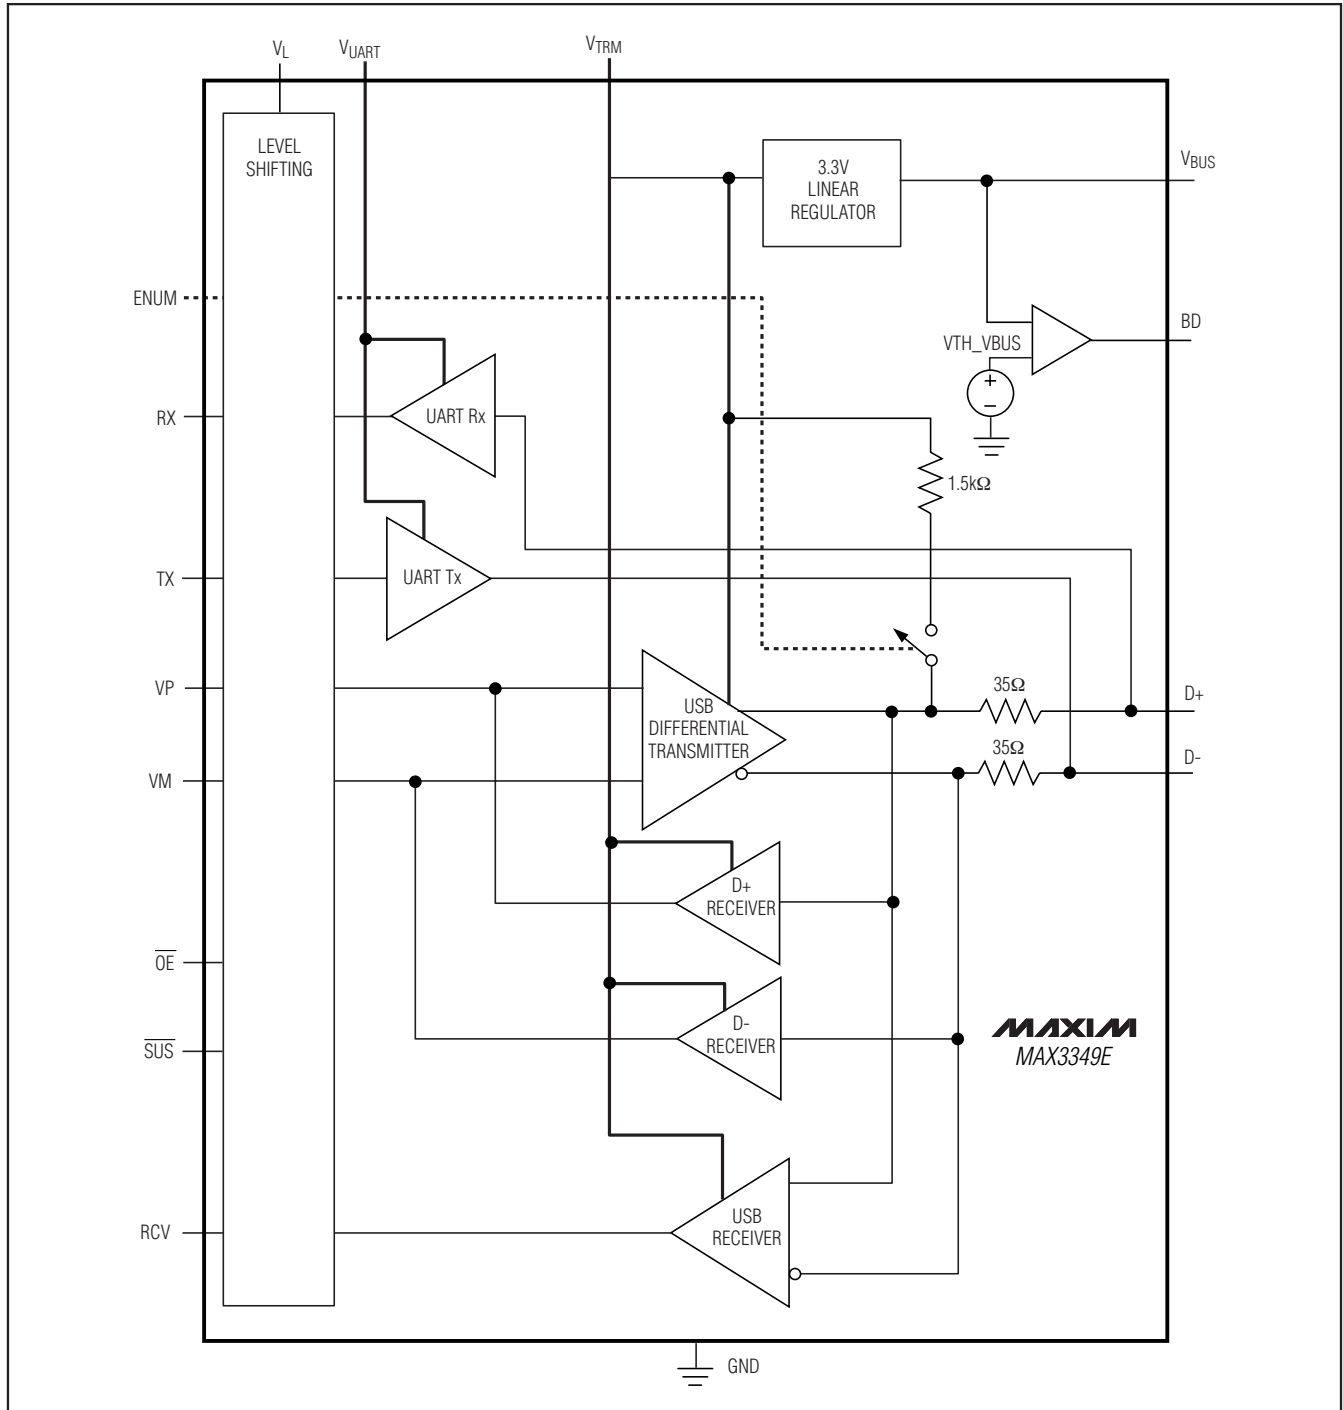 VL
VUART
VTRM
LEVEL
SHIFTING
3.3V
LINEAR
REGULATOR
VBUS
ENUM
VTH_VBUS
BD
+
−
RX
UART Rx
1.5kΩ
TX
UART Tx
VP
USB
DIFFERENTIAL
TRANSMITTER
35Ω
D+
35Ω
D-
VM
D+
RECEIVER
OE
D-
RECEIVER
SUS
MAXIM
MAX3349E
RCV
USB
RECEIVER
GND